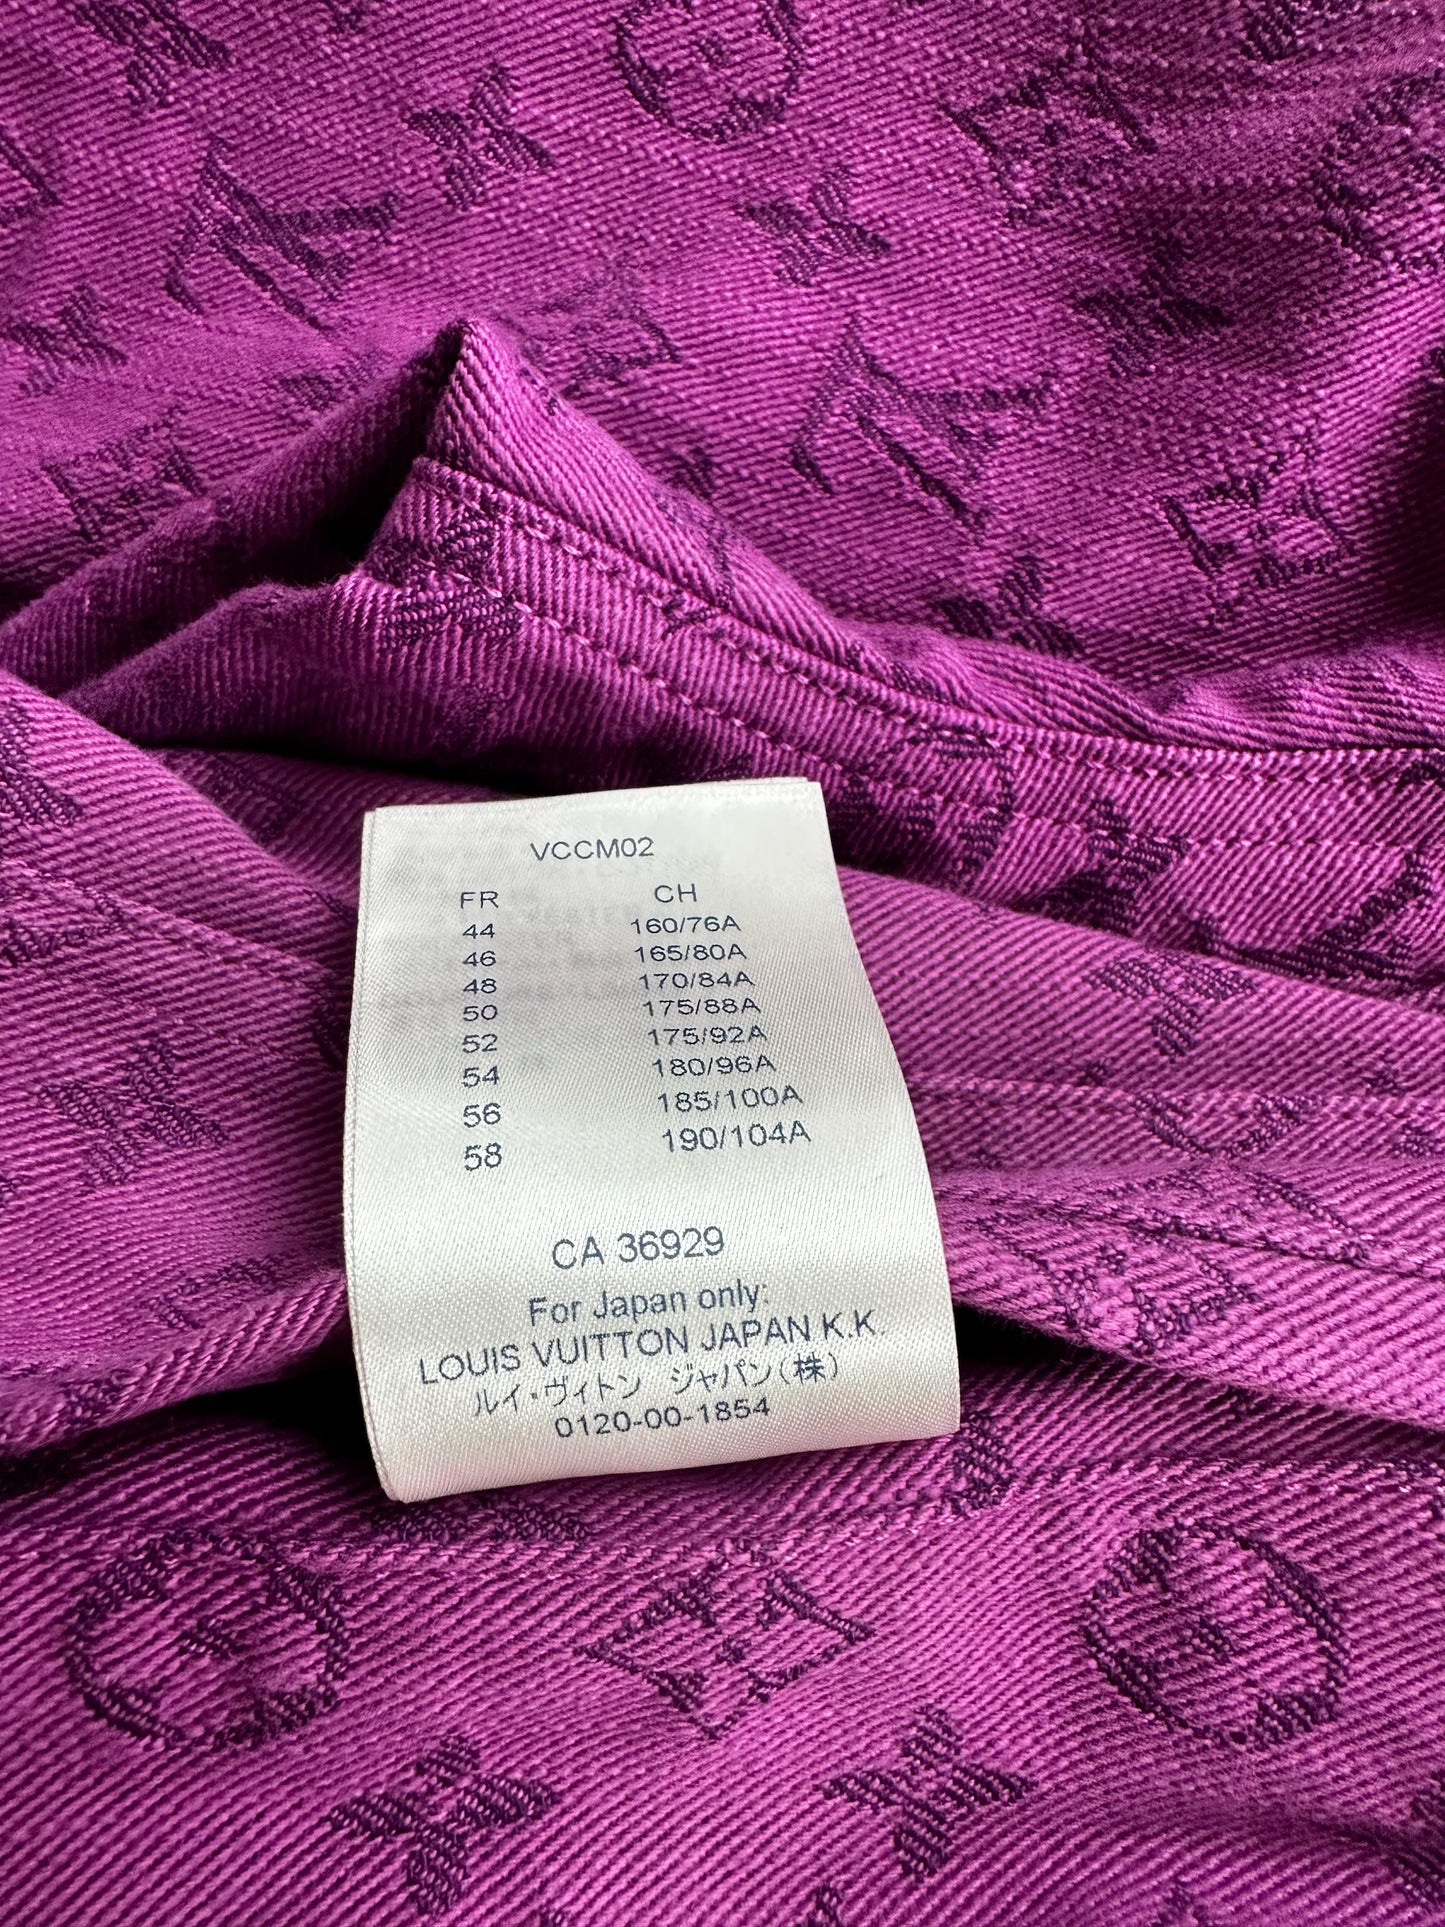 VCCM02
FR CH
44 160/76A
46 165/80A
48 170/84A
50 175/88A
52 175/92A
54 180/96A
56 185/100A
58 190/104A
CA 36929
For Japan only:
LOUIS VUITTON JAPAN K.K.
ルイ・ヴィトン ジャパン(株)
0120-00-1854